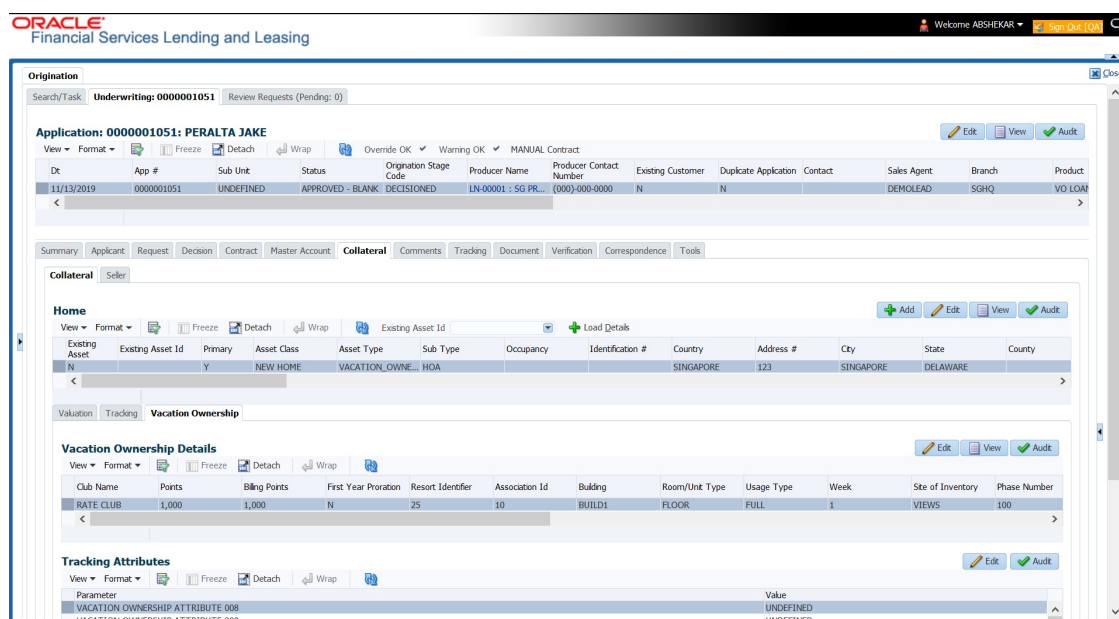 ORACLE®
Financial Services Lending and Leasing
Welcome ABSHEKAR Sign Out [QA]
Origination
Close
Search/Task Underwriting: 0000001051 Review Requests (Pending: 0)
Application: 0000001051: PERALTA JAKE
Edit View Audit
View Format Freeze Detach Wrap Override OK Warning OK MANUAL Contract
Dt App # Sub Unit Status Origination Stage Code Producer Name Producer Contact Number Existing Customer Duplicate Application Contact Sales Agent Branch Product
11/13/2019 0000001051 UNDEFINED APPROVED - BLANK DECISIONED LN-00001 : SG PR... (000)-000-0000 N N DEMOLEAD SGHQ VO LOAN
Summary Applicant Request Decision Contract Master Account Collateral Comments Tracking Document Verification Correspondence Tools
Collateral Seller
Home
Add Edit View Audit
View Format Freeze Detach Wrap Existing Asset Id Load Details
Existing Asset Existing Asset Id Primary Asset Class Asset Type Sub Type Occupancy Identification # Country Address # City State County
N Y NEW HOME VACATION_OWNE... HOA SINGAPORE 123 SINGAPORE DELAWARE
Valuation Tracking Vacation Ownership
Vacation Ownership Details
Edit View Audit
View Format Freeze Detach Wrap
Club Name Points Billing Points First Year Proration Resort Identifier Association Id Building Room/Unit Type Usage Type Week Site of Inventory Phase Number
RATE CLUB 1,000 1,000 N 25 10 BUILD1 FLOOR FULL 1 VIEWS 100
Tracking Attributes
Edit Audit
View Format Freeze Detach Wrap
Parameter Value
VACATION OWNERSHIP ATTRIBUTE 008 UNDEFINED